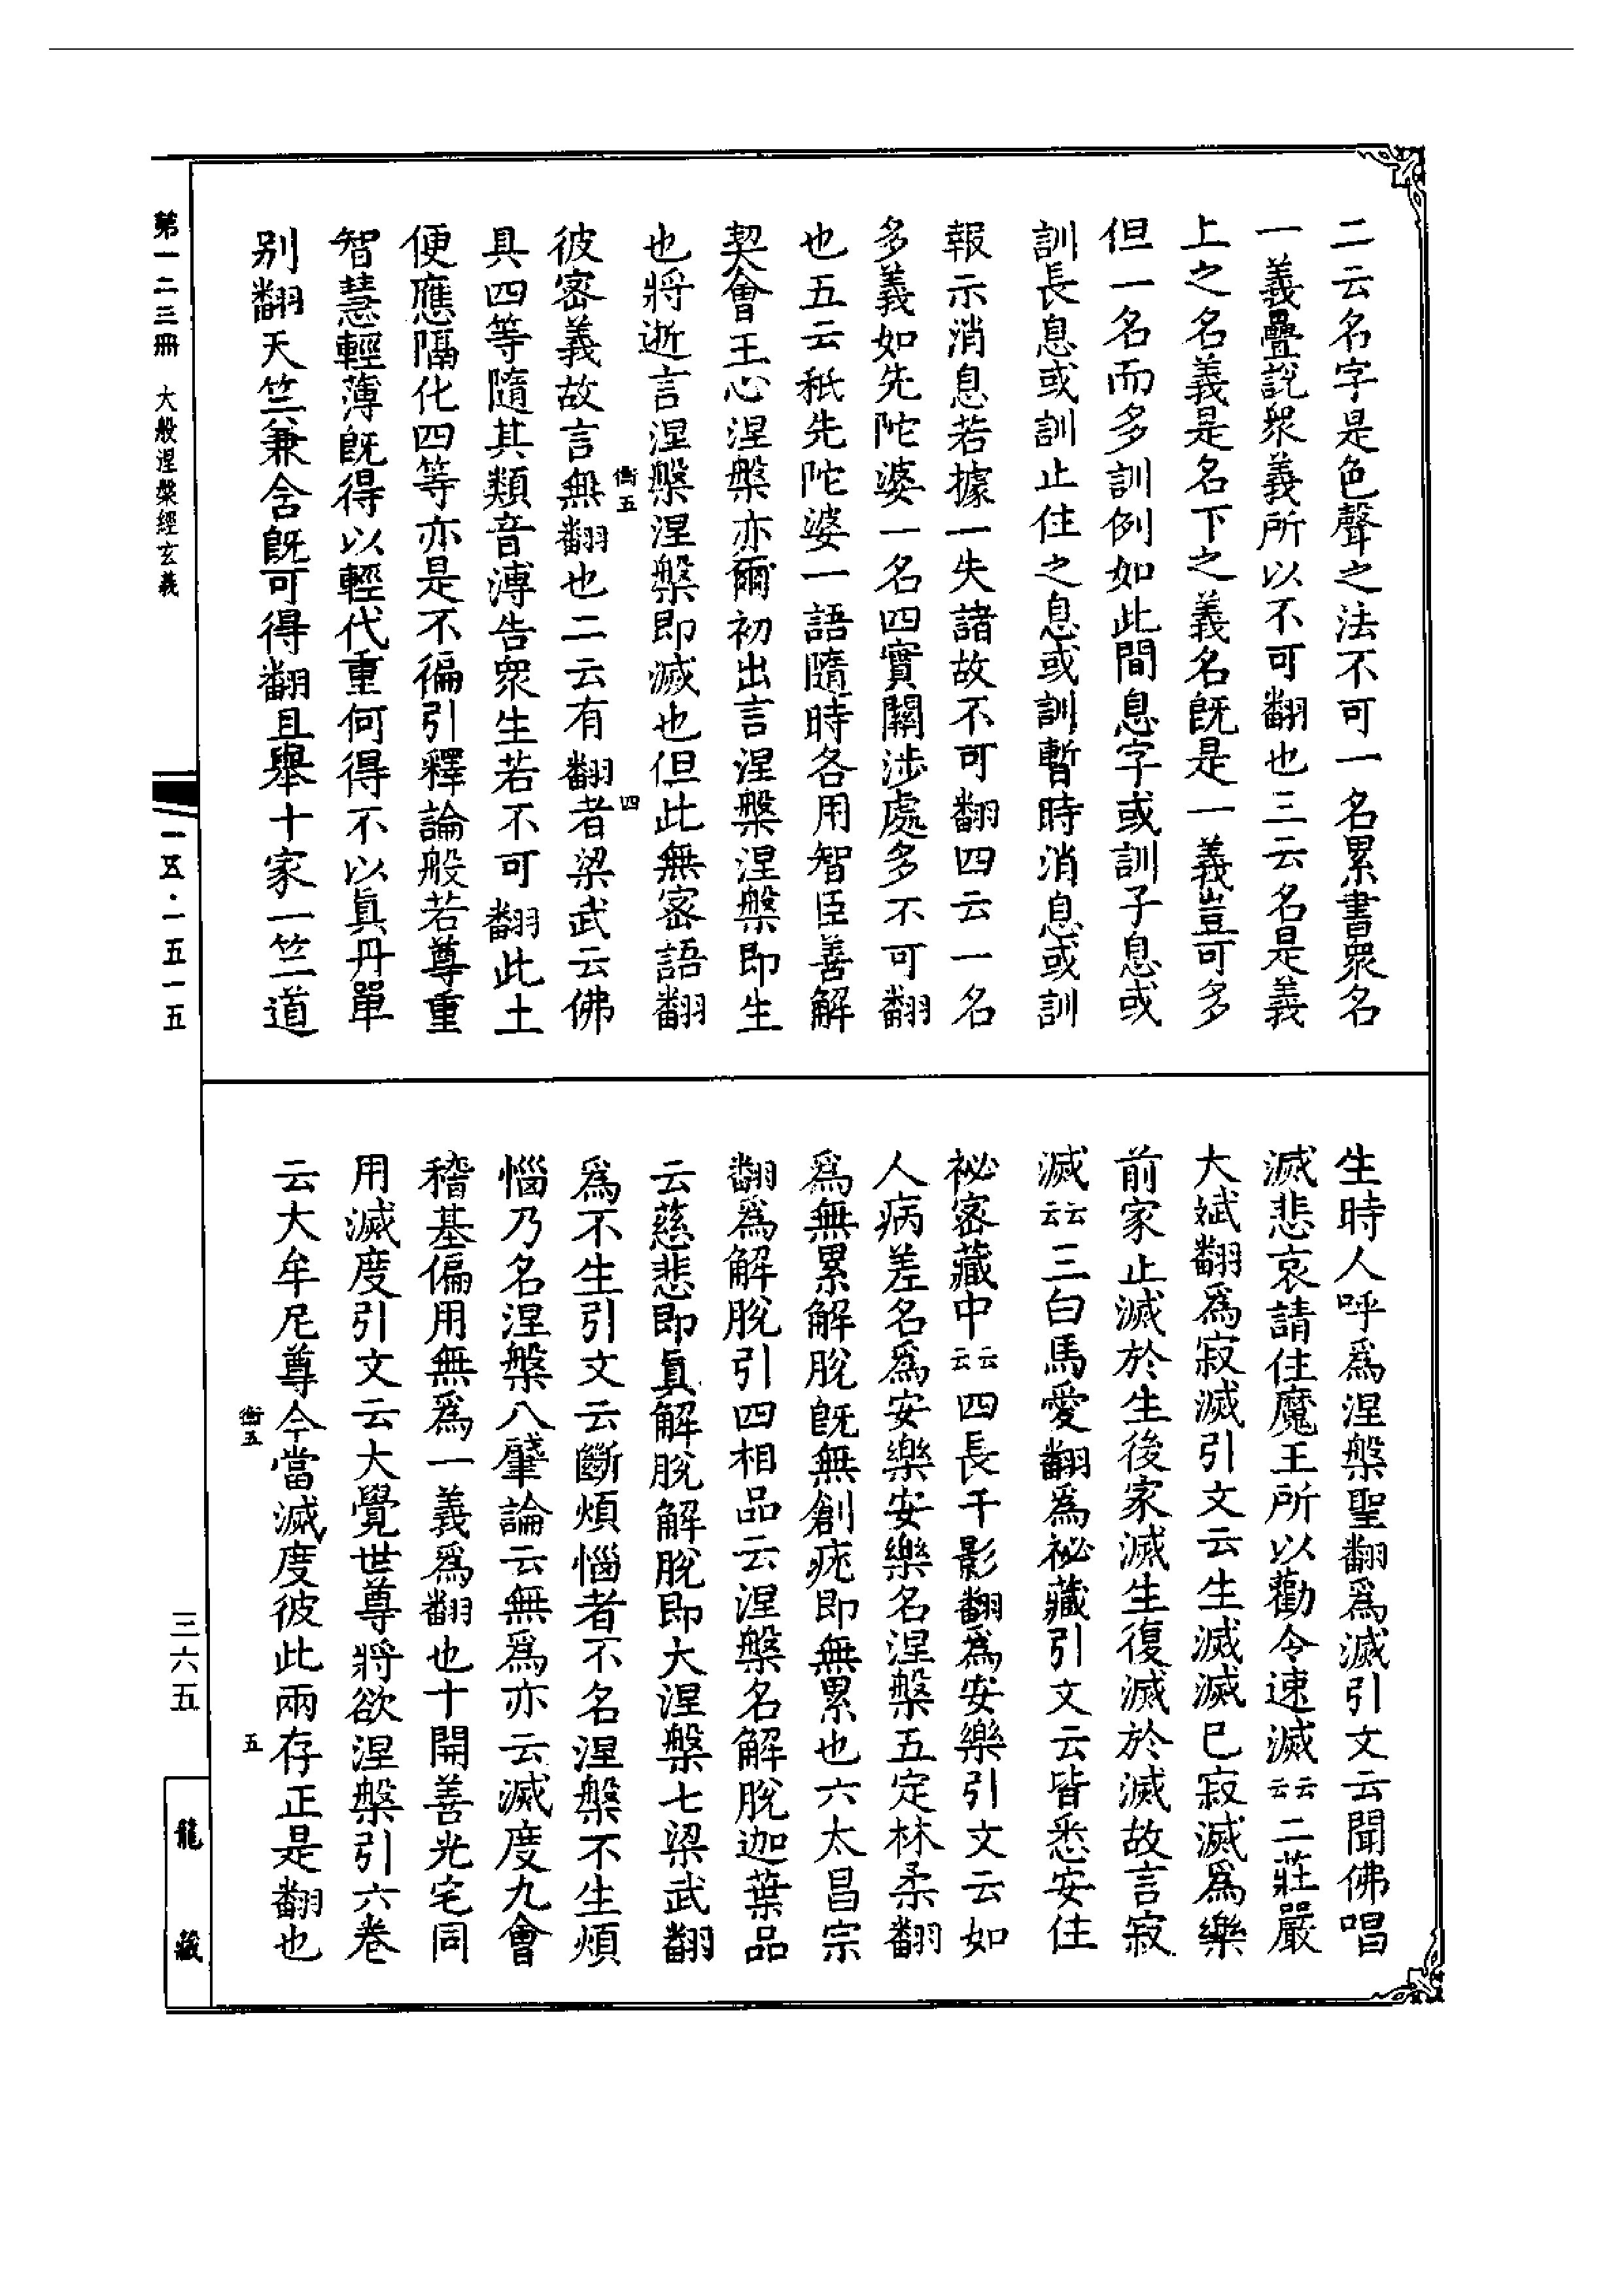 二云名字是色聲之法不可一名累書衆名
一義疊說衆義所以不可翻也三云名是義
上之名義是名下之義名既是一義豈可多
但一名而多訓例如此間息字或訓子息或
訓長息或訓止住之息或訓暫時消息或訓
報示消息若據一失諸故不可翻四云一名
多義如先陀婆一名四實關涉處多不可翻
也五云秖先陀婆一語隨時各用智臣善解
契會王心涅槃亦爾初出言涅槃涅槃即生
也將逝言涅槃涅槃即滅也但此無密語翻
衡五
四
彼密義故言無翻也二云有翻者梁武云佛
具四等隨其類音溥告衆生若不可翻此土
便應隔化四等亦是不徧引釋論般若尊重
智慧輕薄既得以輕代重何得不以眞丹單
别翻天竺兼含既可得翻且舉十家一竺道
生時人呼爲涅槃聖翻爲滅引文云聞佛唱
滅悲哀請住魔王所以勸令速滅云云二莊嚴
大斌翻爲寂滅引文云生滅滅已寂滅爲樂
前家止滅於生後家滅生復滅於滅故言寂
滅云云三白馬愛翻爲祕藏引文云皆悉安住
祕密藏中云云四長干影翻爲安樂引文云如
人病差名爲安樂安樂名涅槃五定林柔翻
爲無累解脫既無創疣即無累也六太昌宗
翻爲解脫引四相品云涅槃名解脫迦葉品
云慈悲即眞解脫解脫即大涅槃七梁武翻
爲不生引文云斷煩惱者不名涅槃不生煩
惱乃名涅槃八肇論云無爲亦云滅度九會
稽基偏用無爲一義爲翻也十開善光宅同
用滅度引文云大覺世尊將欲涅槃引六卷
云大牟尼尊今當滅度彼此兩存正是翻也
衡五
五
第一二三冊 大般涅槃經玄義
一五·一五一五
三六五
龍藏